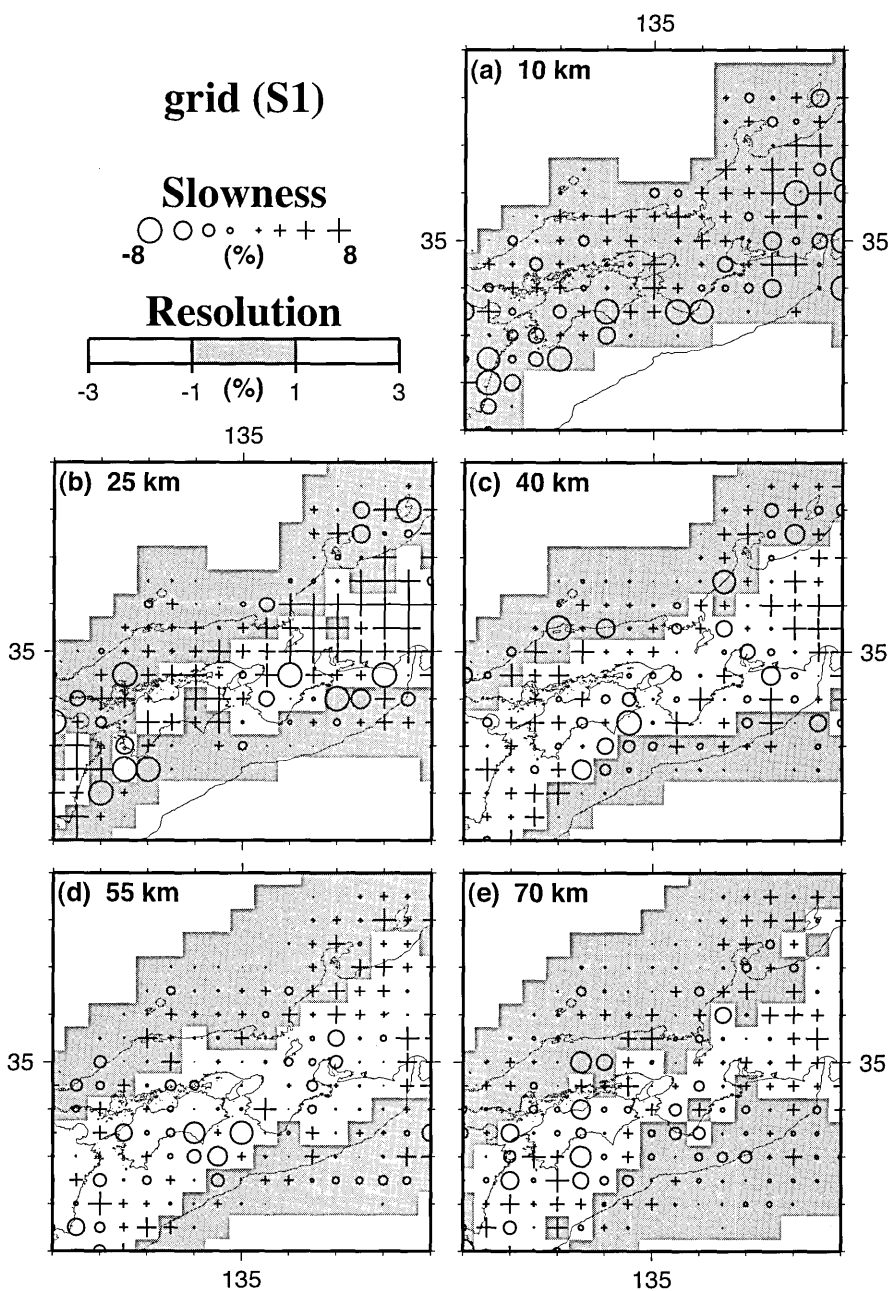 135
(a) 10 km
grid (S1)
Slowness
-8 (%) 8
35 35
Resolution
-3 -1 (%) 1 3
135
(b) 25 km
(c) 40 km
35 35
(d) 55 km
(e) 70 km
35 35
135 135